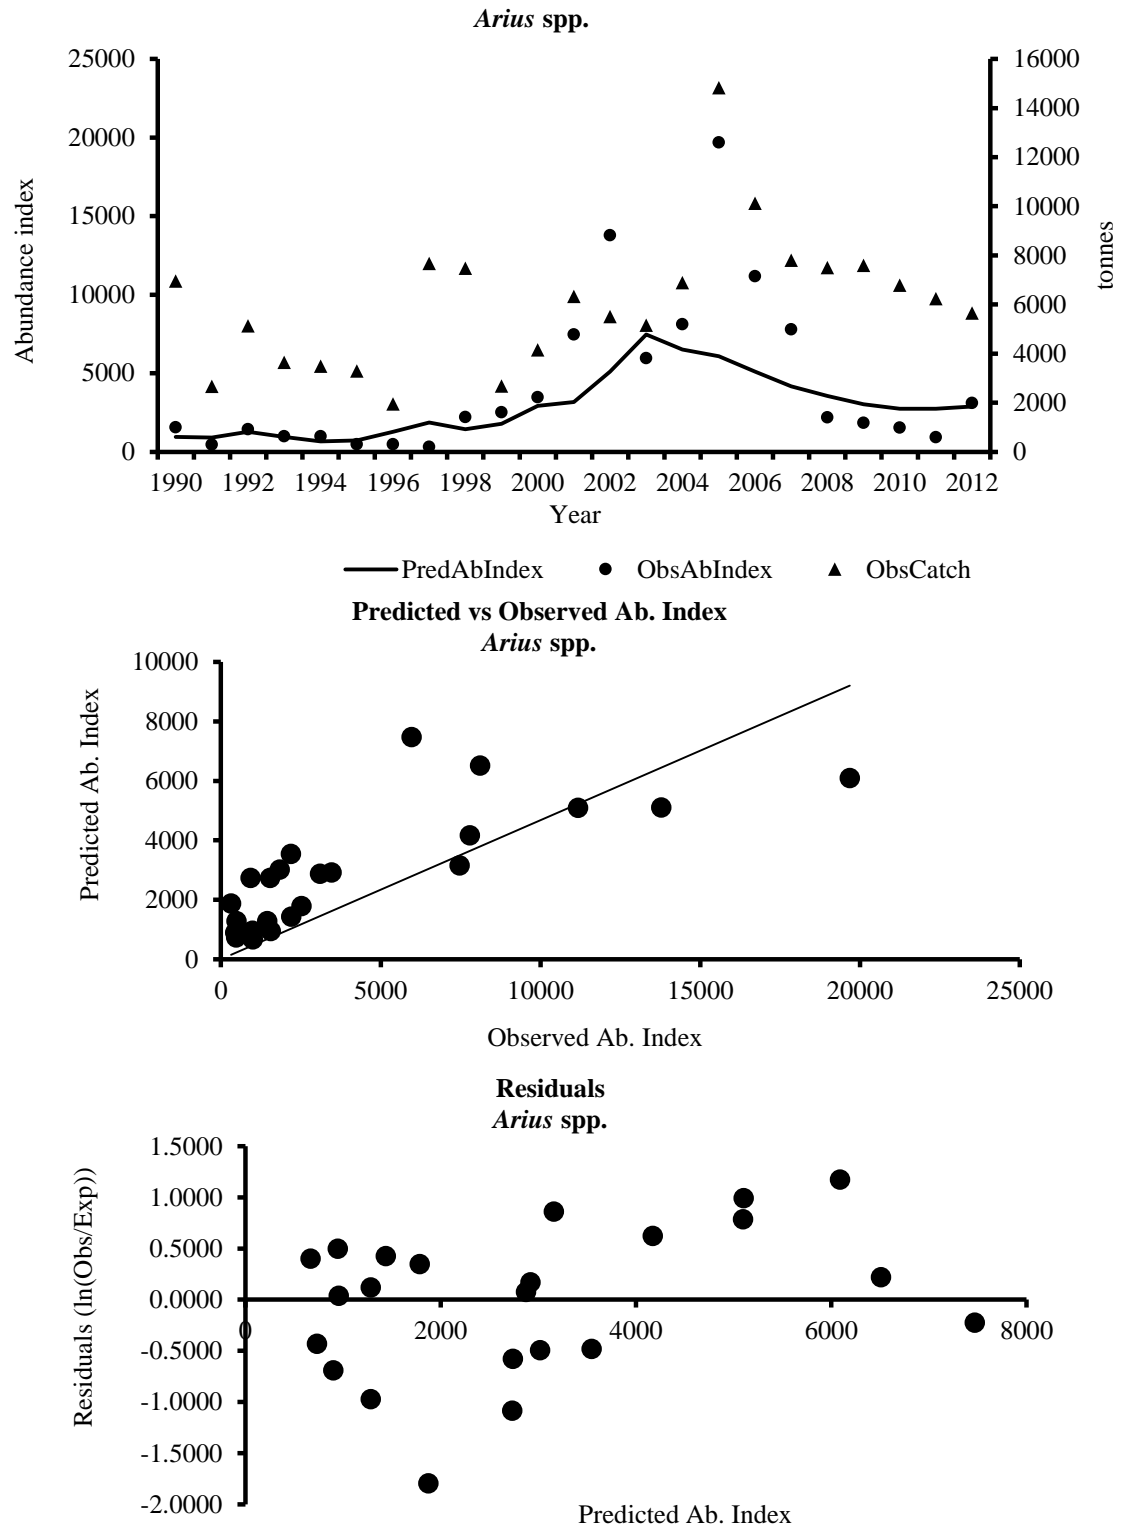 Arius spp.
25000
20000
15000
10000
5000
0
Abundance index
16000
14000
12000
10000
8000
6000
4000
2000
0
tonnes
1990 1992 1994 1996 1998 2000 2002 2004 2006 2008 2010 2012
Year
PredAbIndex ObsAbIndex ObsCatch
Predicted vs Observed Ab. Index
Arius spp.
10000
8000
6000
4000
2000
0
Predicted Ab. Index
0 5000 10000 15000 20000 25000
Observed Ab. Index
Residuals
Arius spp.
1.5000
1.0000
0.5000
0.0000
-0.5000
-1.0000
-1.5000
-2.0000
Residuals (ln(Obs/Exp))
0 2000 4000 6000 8000
Predicted Ab. Index